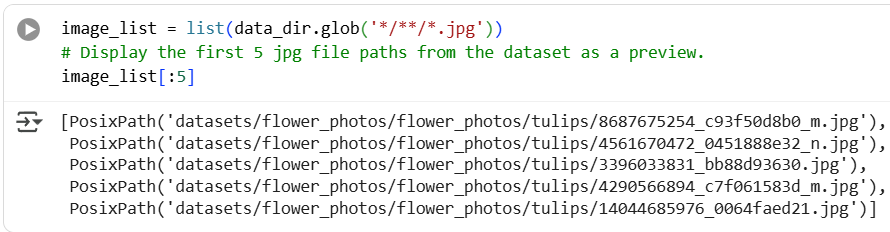 image_list = list(data_dir.glob('*/**/*.jpg'))
# Display the first 5 jpg file paths from the dataset as a preview.
image_list[:5]
[PosixPath('datasets/flower_photos/flower_photos/tulips/8687675254_c93f50d8b0_m.jpg'),
PosixPath('datasets/flower_photos/flower_photos/tulips/4561670472_0451888e32_n.jpg'),
PosixPath('datasets/flower_photos/flower_photos/tulips/3396033831_bb88d93630.jpg'),
PosixPath('datasets/flower_photos/flower_photos/tulips/4290566894_c7f061583d_m.jpg'),
PosixPath('datasets/flower_photos/flower_photos/tulips/14044685976_0064faed21.jpg')]